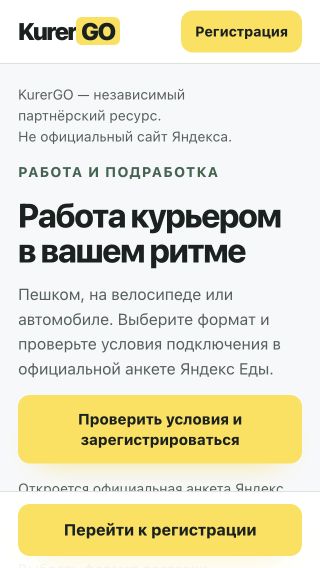 KurerGO
Регистрация
KurerGO — независимый
партнёрский ресурс.
Не официальный сайт Яндекса.
РАБОТА И ПОДРАБОТКА
Работа курьером
в вашем ритме
Пешком, на велосипеде или
автомобиле. Выберите формат и
проверьте условия подключения в
официальной анкете Яндекс Еды.
Проверить условия и
зарегистрироваться
Откроется официальная анкета Яндекс
Перейти к регистрации